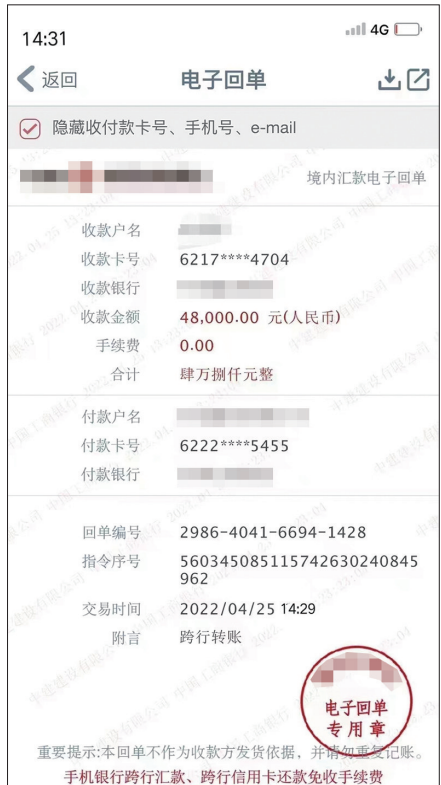 14:31
4G
返回
电子回单
隐藏收付款卡号、手机号、e-mail
境内汇款电子回单
收款户名
收款卡号 6217****4704
收款银行
收款金额 48,000.00 元(人民币)
手续费 0.00
合计 肆万捌仟元整
付款户名
付款卡号 6222****5455
付款银行
回单编号 2986-4041-6694-1428
指令序号 560345085115742630240845
962
交易时间 2022/04/25 14:29
附言 跨行转账
电子回单
专用章
重要提示:本回单不作为收款方发货依据，并请勿重复记账。
手机银行跨行汇款、跨行信用卡还款免收手续费